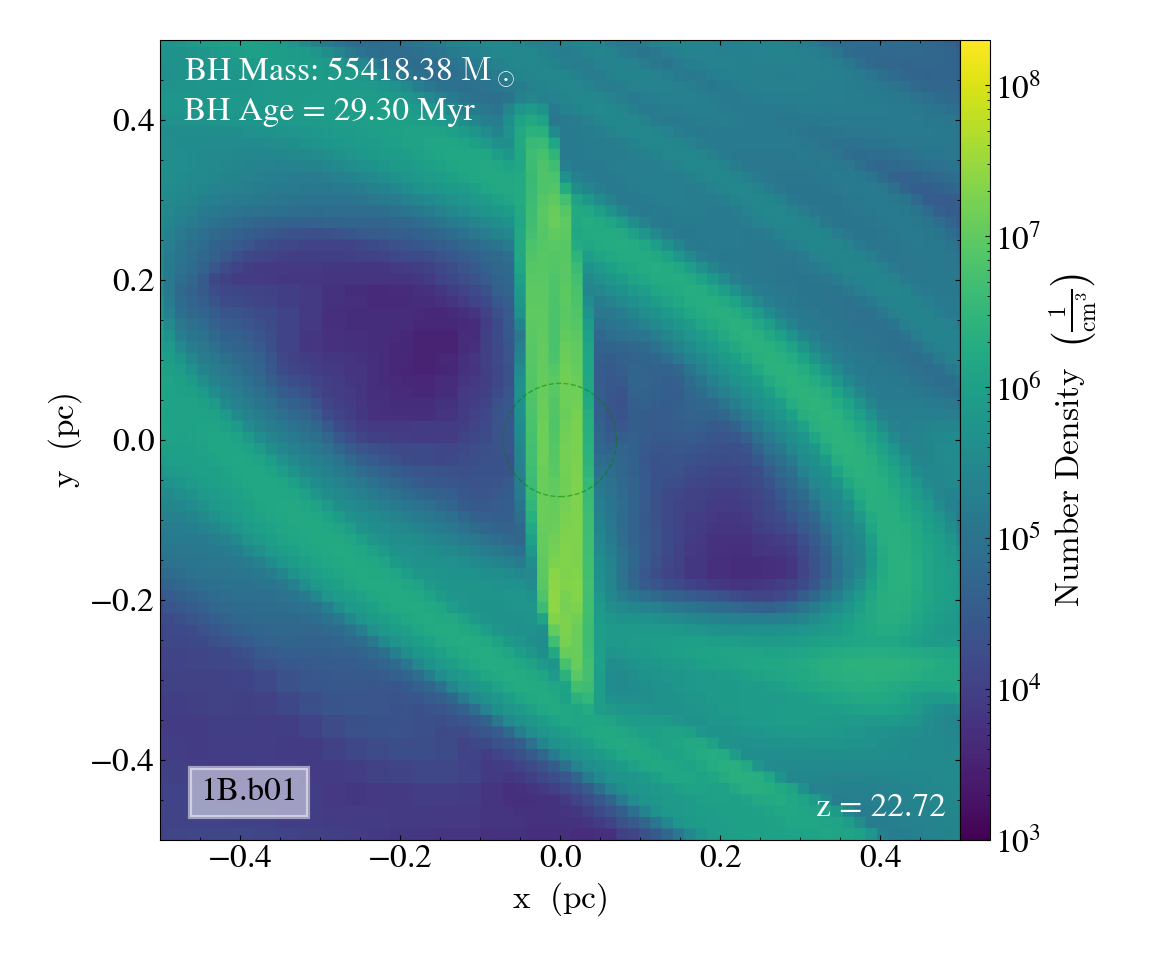 BH Mass: 55418.38 M⊙
BH Age = 29.30 Myr
0.4
0.2
0.0
−0.2
−0.4
y (pc)
1B.b01
z = 22.72
−0.4 −0.2 0.0 0.2 0.4
x (pc)
10⁸
10⁷
10⁶
10⁵
10⁴
10³
Number Density (1/cm³)